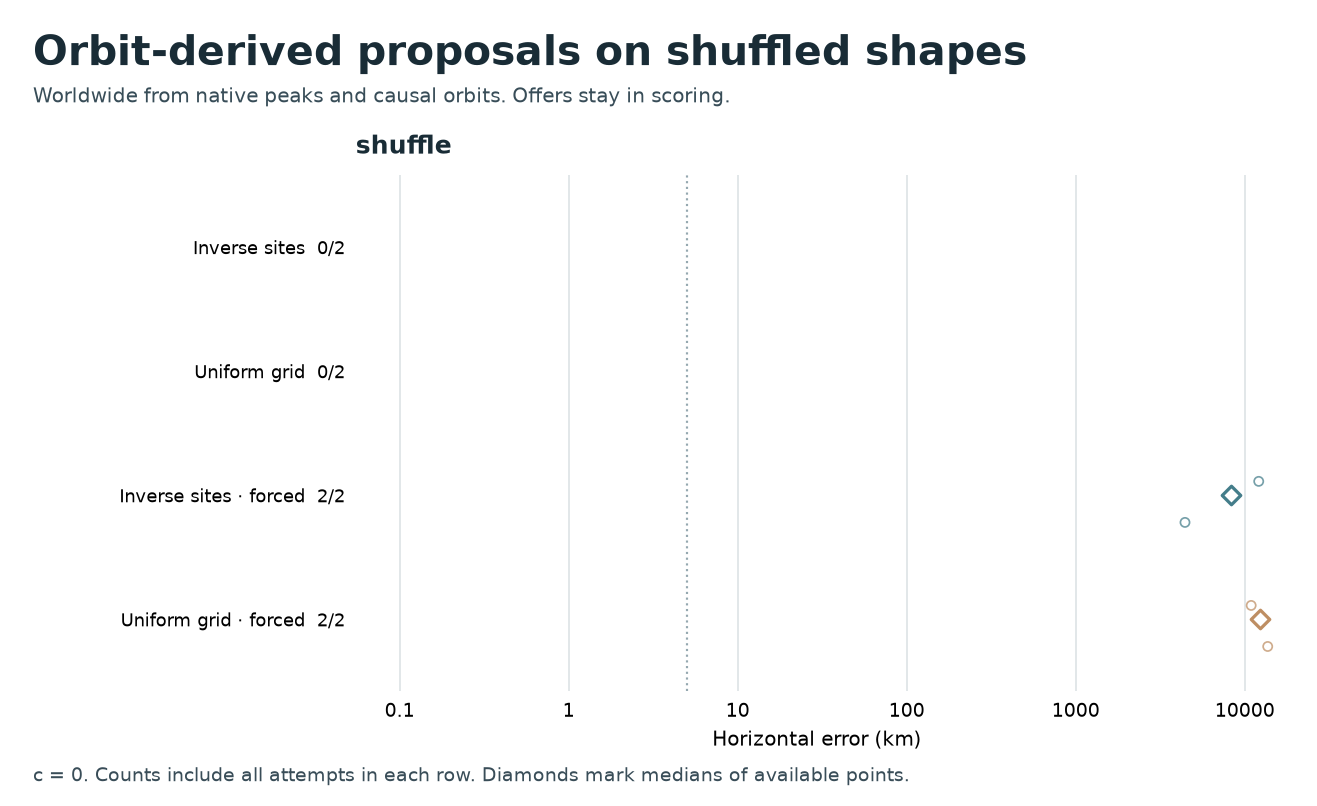 Orbit-derived proposals on shuffled shapes
Worldwide from native peaks and causal orbits. Offers stay in scoring.
shuffle
Inverse sites  0/2
Uniform grid  0/2
Inverse sites · forced  2/2
Uniform grid · forced  2/2
0.1 1 10 100 1000 10000
Horizontal error (km)
c = 0. Counts include all attempts in each row. Diamonds mark medians of available points.